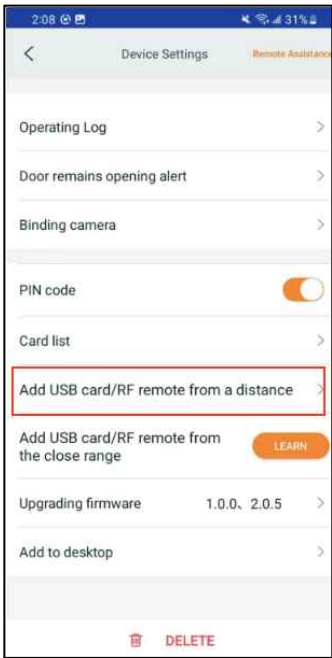 2:08 31%
Device Settings Remote Assistance
Operating Log
Door remains opening alert
Binding camera
PIN code
Card list
Add USB card/RF remote from a distance
Add USB card/RF remote from
the close range
LEARN
Upgrading firmware 1.0.0、2.0.5
Add to desktop
DELETE